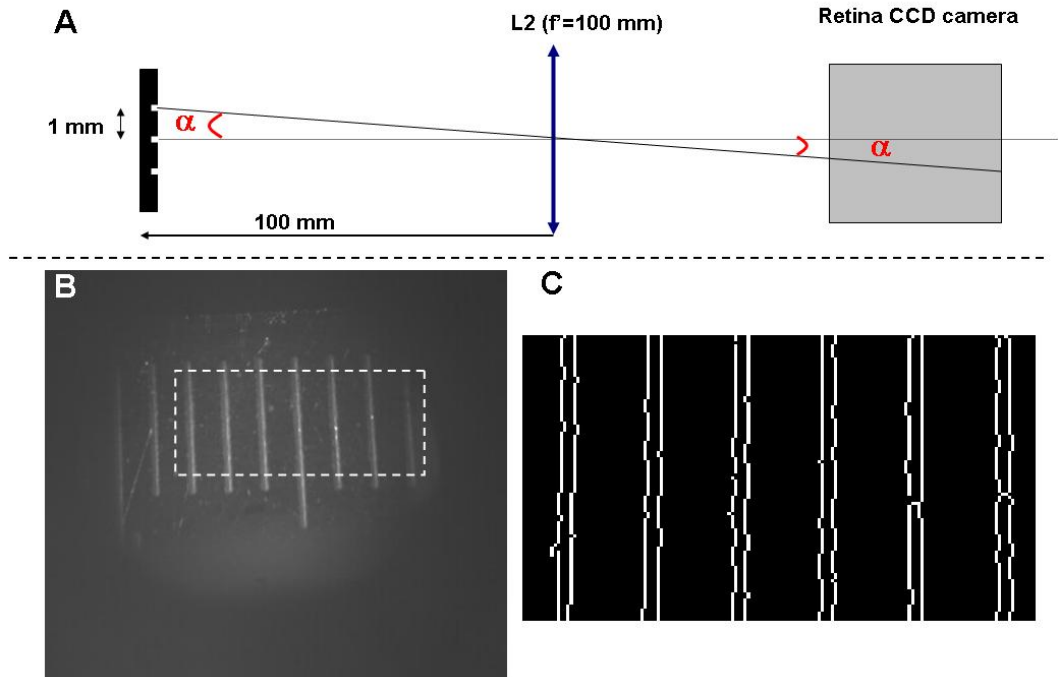 A
L2 (f'=100 mm)
Retina CCD camera
1 mm
α
α
100 mm
B
C